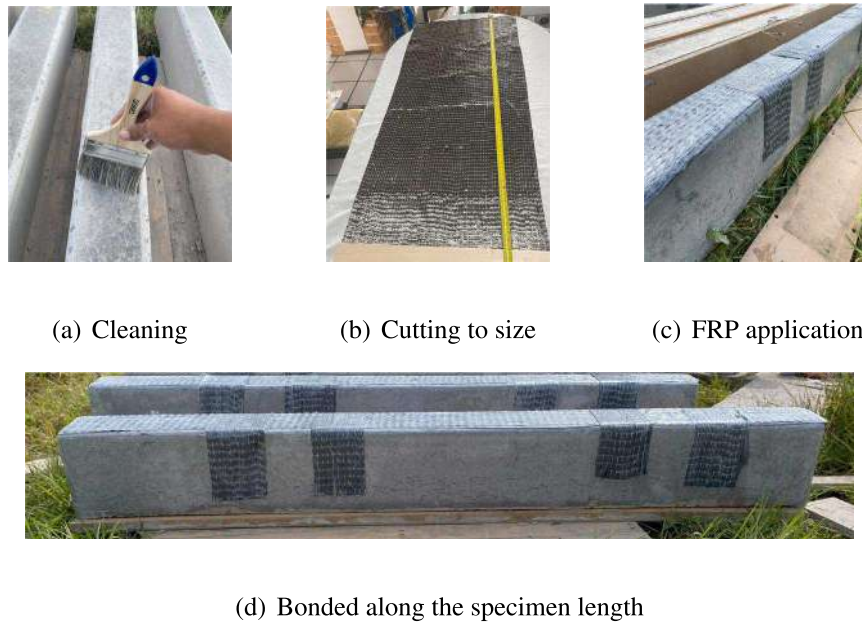 (a) Cleaning
(b) Cutting to size
(c) FRP application
(d) Bonded along the specimen length